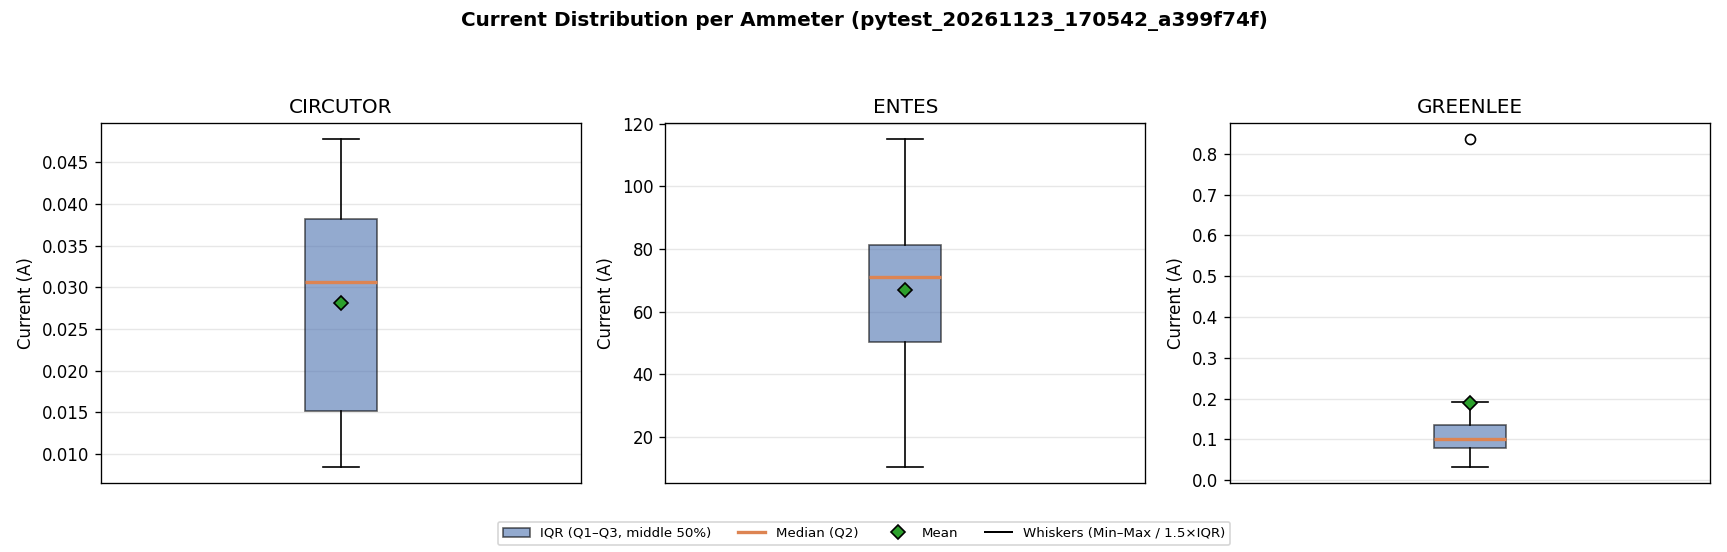 Current Distribution per Ammeter (pytest_20261123_170542_a399f74f)
CIRCUTOR
Current (A)
0.045
0.040
0.035
0.030
0.025
0.020
0.015
0.010
ENTES
Current (A)
120
100
80
60
40
20
GREENLEE
Current (A)
0.8
0.7
0.6
0.5
0.4
0.3
0.2
0.1
0.0
IQR (Q1–Q3, middle 50%) Median (Q2) Mean Whiskers (Min–Max / 1.5×IQR)